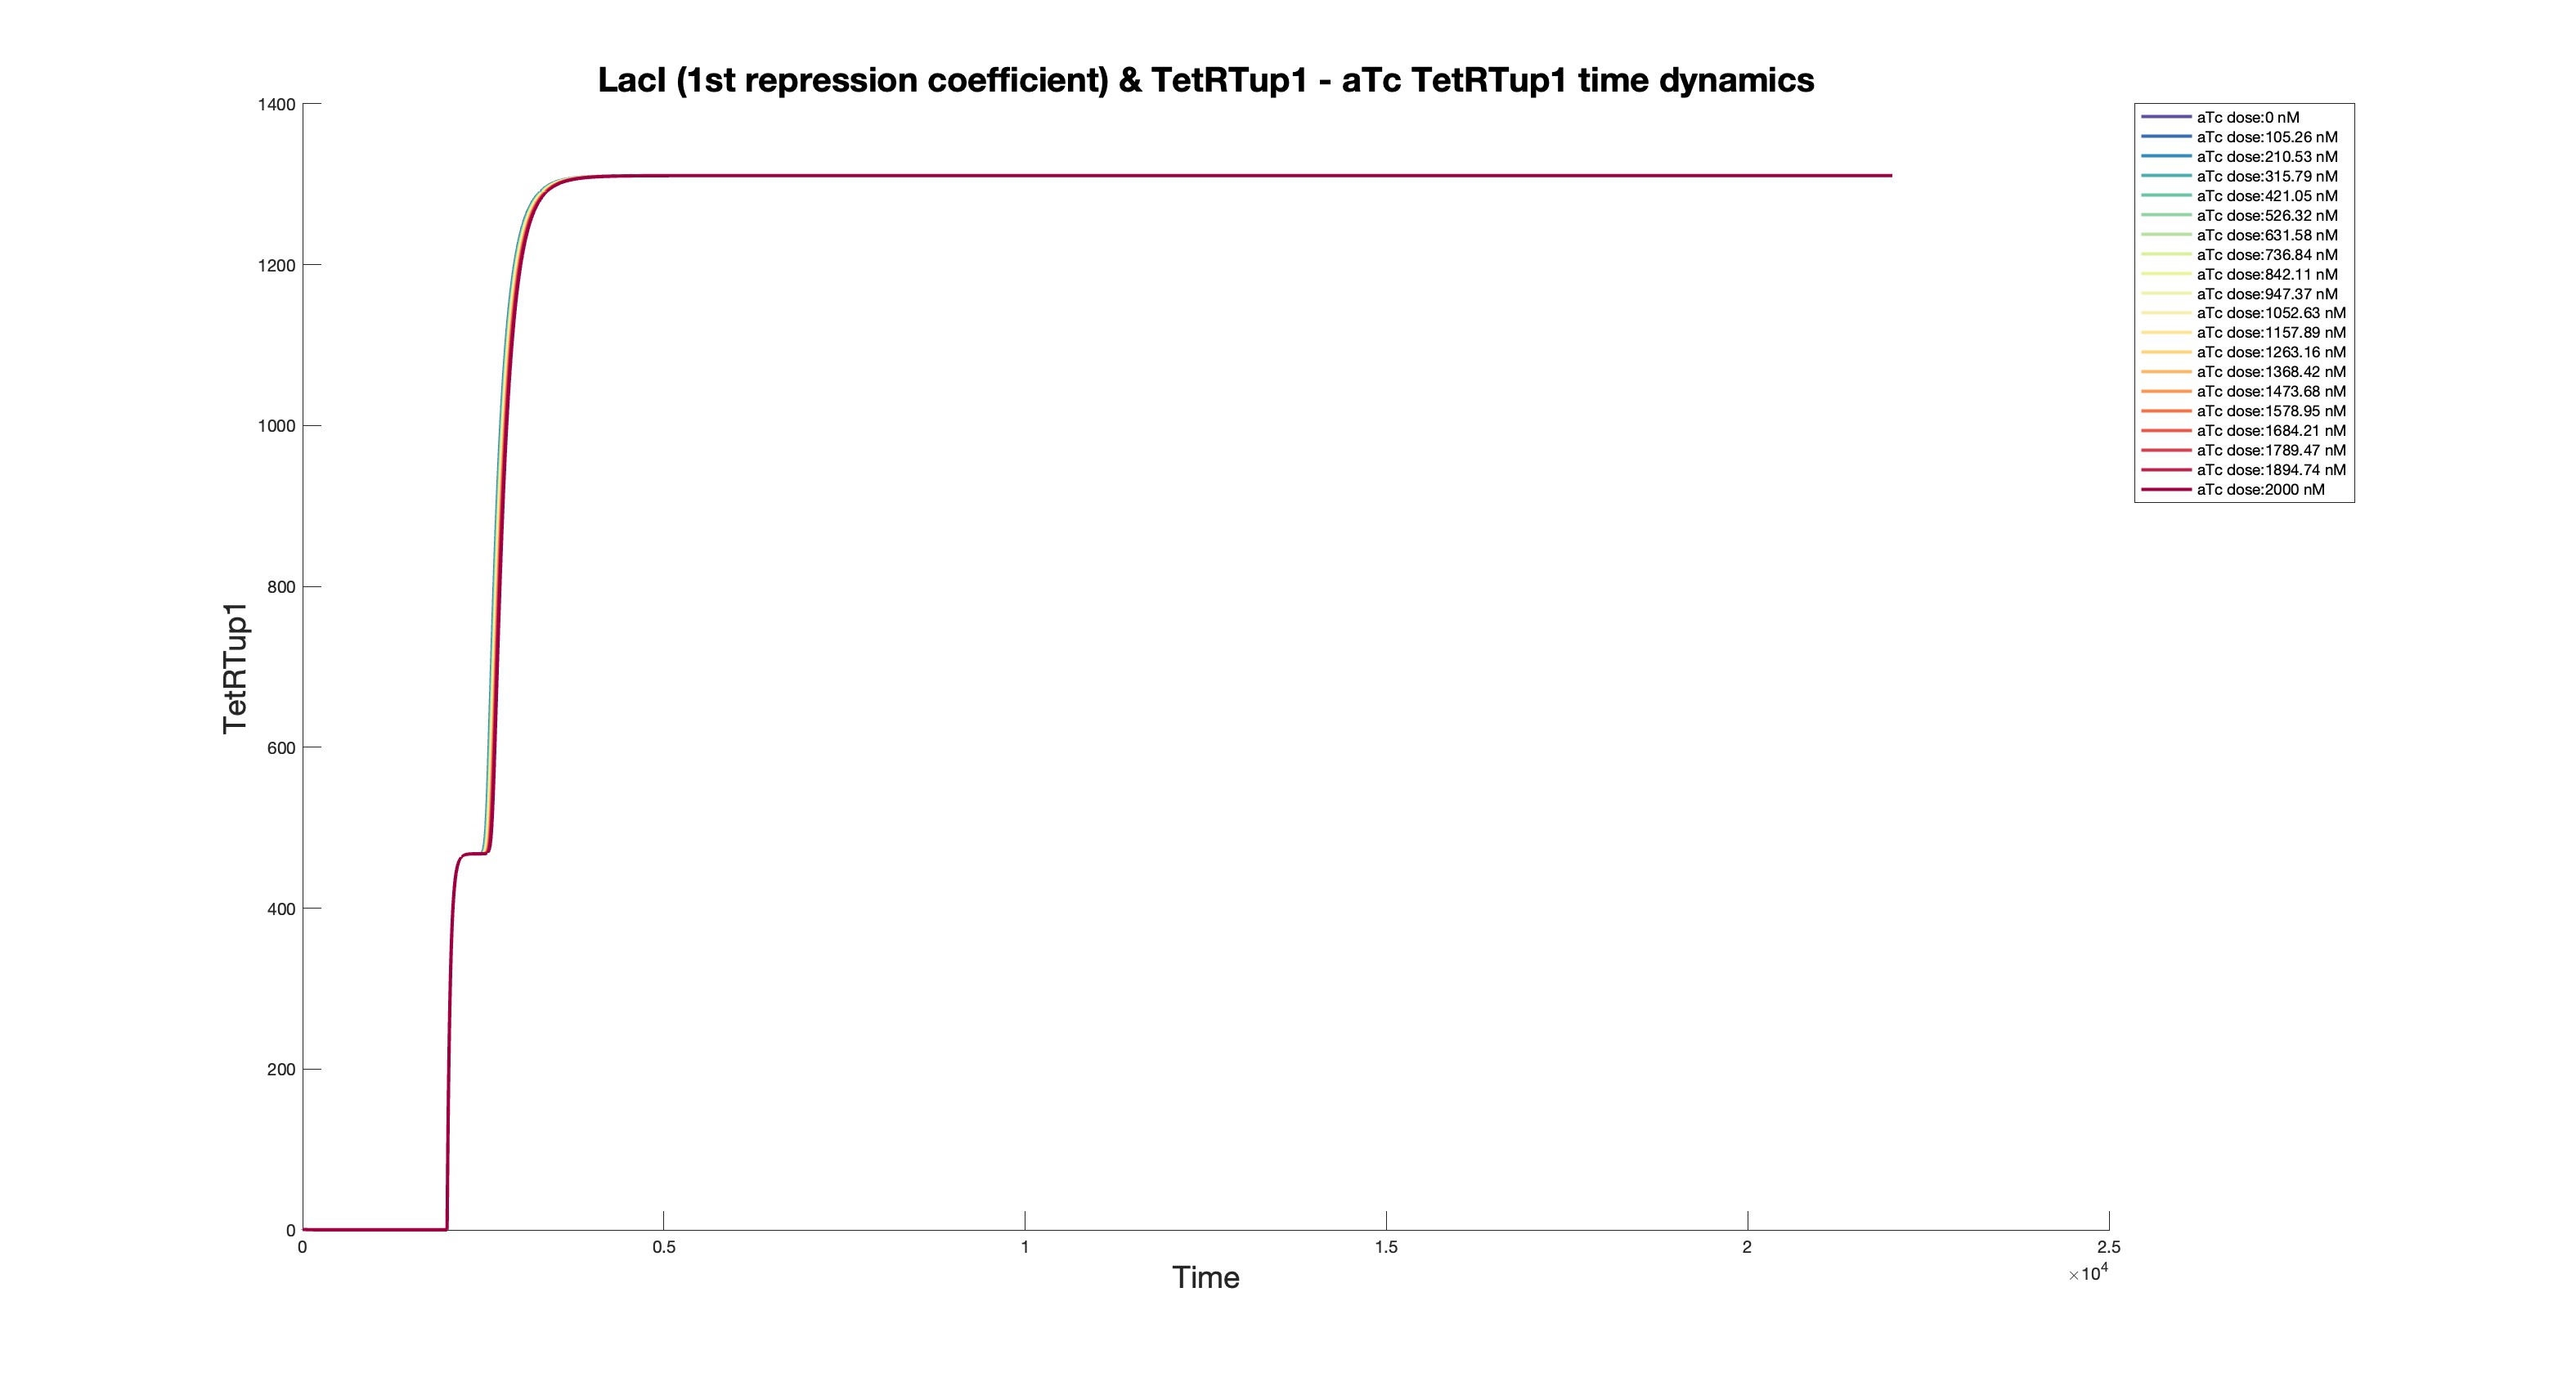 LacI (1st repression coefficient) & TetRTup1 - aTc TetRTup1 time dynamics
1400
1200
1000
800
600
400
200
0
TetRTup1
0 0.5 1 1.5 2 2.5
×10^4
Time
aTc dose:0 nM
aTc dose:105.26 nM
aTc dose:210.53 nM
aTc dose:315.79 nM
aTc dose:421.05 nM
aTc dose:526.32 nM
aTc dose:631.58 nM
aTc dose:736.84 nM
aTc dose:842.11 nM
aTc dose:947.37 nM
aTc dose:1052.63 nM
aTc dose:1157.89 nM
aTc dose:1263.16 nM
aTc dose:1368.42 nM
aTc dose:1473.68 nM
aTc dose:1578.95 nM
aTc dose:1684.21 nM
aTc dose:1789.47 nM
aTc dose:1894.74 nM
aTc dose:2000 nM